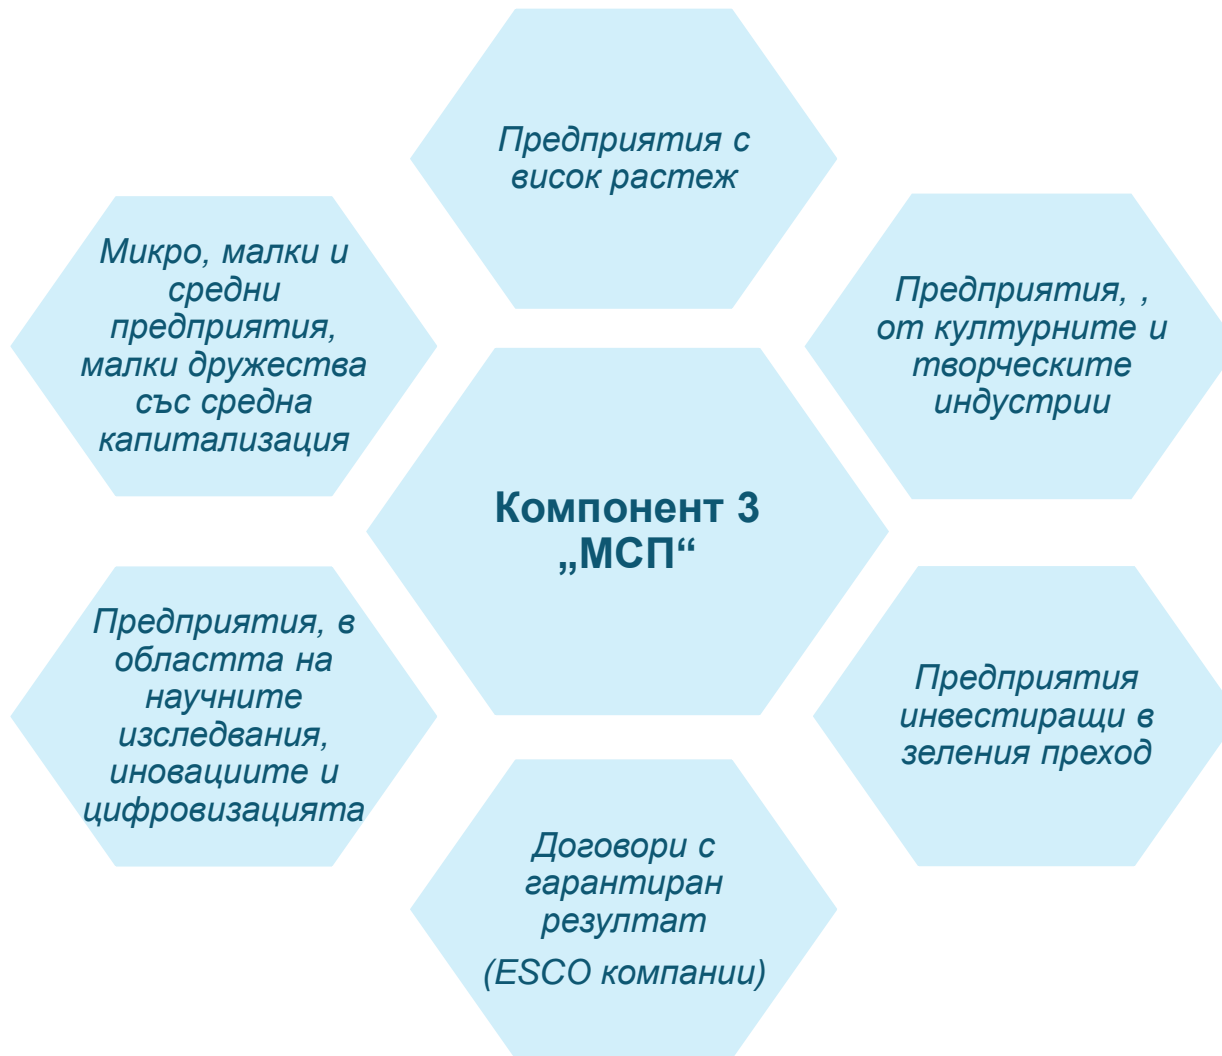 Предприятия с
висок растеж
Микро, малки и
средни
предприятия,
малки дружества
със средна
капитализация
Предприятия, ,
от културните и
творческите
индустрии
Компонент 3
„МСП“
Предприятия, в
областта на
научните
изследвания,
иновациите и
цифровизацията
Предприятия
инвестиращи в
зеления преход
Договори с
гарантиран
резултат
(ESCO компании)